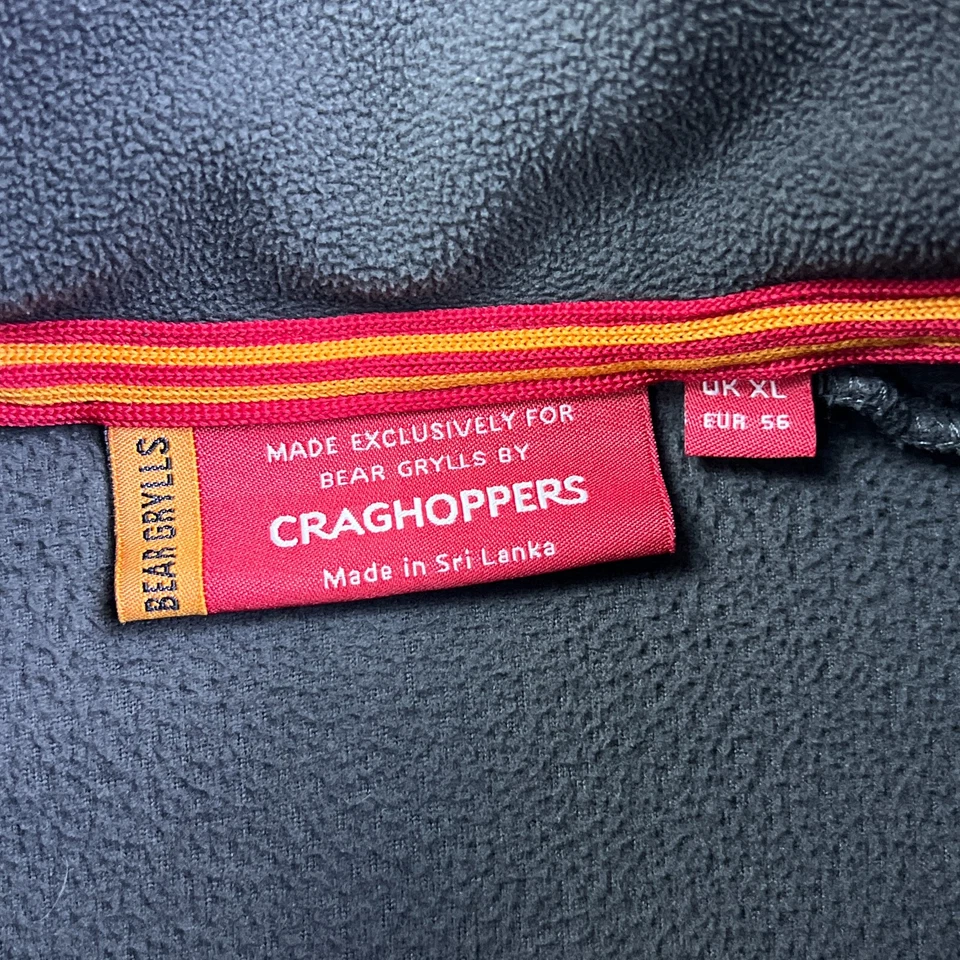 BEAR GRYLLS
MADE EXCLUSIVELY FOR
BEAR GRYLLS BY
CRAGHOPPERS
Made in Sri Lanka
UK XL
EUR 56